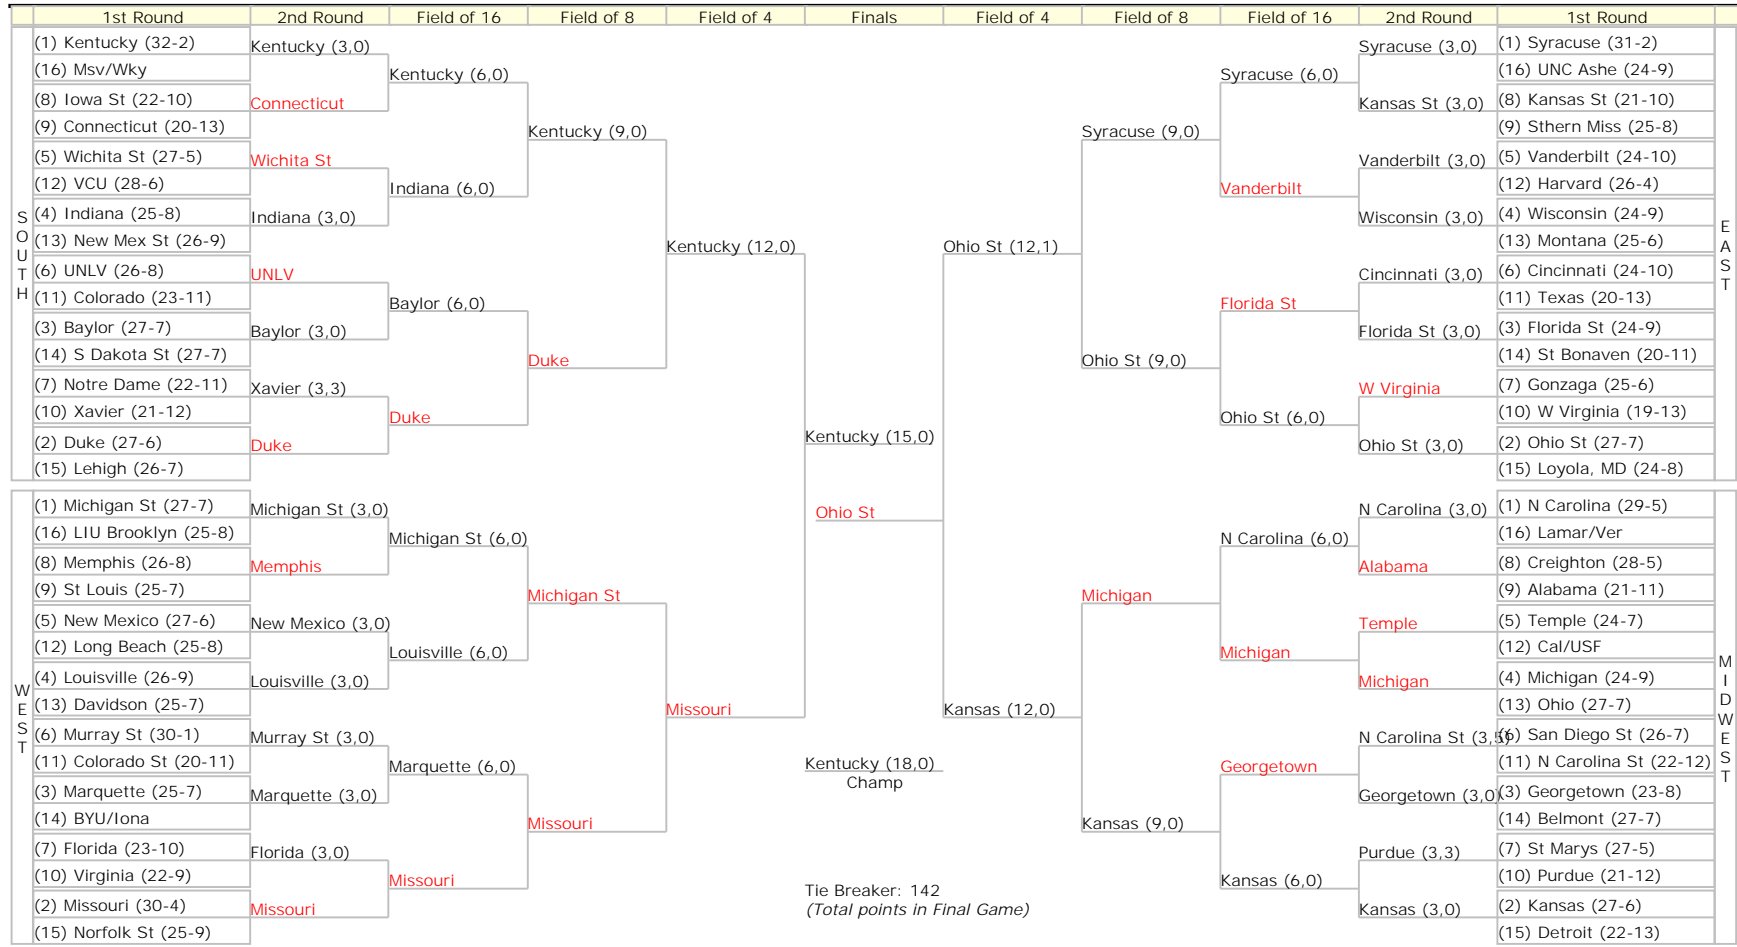 1st Round 2nd Round Field of 16 Field of 8 Field of 4 Finals Field of 4 Field of 8 Field of 16 2nd Round 1st Round
SOUTH
(1) Kentucky (32-2)
(16) Msv/Wky
(8) Iowa St (22-10)
(9) Connecticut (20-13)
(5) Wichita St (27-5)
(12) VCU (28-6)
(4) Indiana (25-8)
(13) New Mex St (26-9)
(6) UNLV (26-8)
(11) Colorado (23-11)
(3) Baylor (27-7)
(14) S Dakota St (27-7)
(7) Notre Dame (22-11)
(10) Xavier (21-12)
(2) Duke (27-6)
(15) Lehigh (26-7)
Kentucky (3,0)
Connecticut
Wichita St
Indiana (3,0)
UNLV
Baylor (3,0)
Xavier (3,3)
Duke
Kentucky (6,0)
Indiana (6,0)
Baylor (6,0)
Duke
Kentucky (9,0)
Duke
Kentucky (12,0)
WEST
(1) Michigan St (27-7)
(16) LIU Brooklyn (25-8)
(8) Memphis (26-8)
(9) St Louis (25-7)
(5) New Mexico (27-6)
(12) Long Beach (25-8)
(4) Louisville (26-9)
(13) Davidson (25-7)
(6) Murray St (30-1)
(11) Colorado St (20-11)
(3) Marquette (25-7)
(14) BYU/Iona
(7) Florida (23-10)
(10) Virginia (22-9)
(2) Missouri (30-4)
(15) Norfolk St (25-9)
Michigan St (3,0)
Memphis
New Mexico (3,0)
Louisville (3,0)
Murray St (3,0)
Marquette (3,0)
Florida (3,0)
Missouri
Michigan St (6,0)
Louisville (6,0)
Marquette (6,0)
Missouri
Michigan St
Missouri
Missouri
Kentucky (15,0)
Ohio St
Kentucky (18,0)
Champ
Tie Breaker: 142
(Total points in Final Game)
Ohio St (12,1)
Syracuse (9,0)
Ohio St (9,0)
Syracuse (6,0)
Vanderbilt
Florida St
Ohio St (6,0)
Syracuse (3,0)
Kansas St (3,0)
Vanderbilt (3,0)
Wisconsin (3,0)
Cincinnati (3,0)
Florida St (3,0)
W Virginia
Ohio St (3,0)
(1) Syracuse (31-2)
(16) UNC Ashe (24-9)
(8) Kansas St (21-10)
(9) Sthern Miss (25-8)
(5) Vanderbilt (24-10)
(12) Harvard (26-4)
(4) Wisconsin (24-9)
(13) Montana (25-6)
(6) Cincinnati (24-10)
(11) Texas (20-13)
(3) Florida St (24-9)
(14) St Bonaven (20-11)
(7) Gonzaga (25-6)
(10) W Virginia (19-13)
(2) Ohio St (27-7)
(15) Loyola, MD (24-8)
EAST
Kansas (12,0)
Michigan
Kansas (9,0)
N Carolina (6,0)
Michigan
Georgetown
Kansas (6,0)
N Carolina (3,0)
Alabama
Temple
Michigan
N Carolina St (3,5)
Georgetown (3,0)
Purdue (3,3)
Kansas (3,0)
(1) N Carolina (29-5)
(16) Lamar/Ver
(8) Creighton (28-5)
(9) Alabama (21-11)
(5) Temple (24-7)
(12) Cal/USF
(4) Michigan (24-9)
(13) Ohio (27-7)
(6) San Diego St (26-7)
(11) N Carolina St (22-12)
(3) Georgetown (23-8)
(14) Belmont (27-7)
(7) St Marys (27-5)
(10) Purdue (21-12)
(2) Kansas (27-6)
(15) Detroit (22-13)
MIDWEST